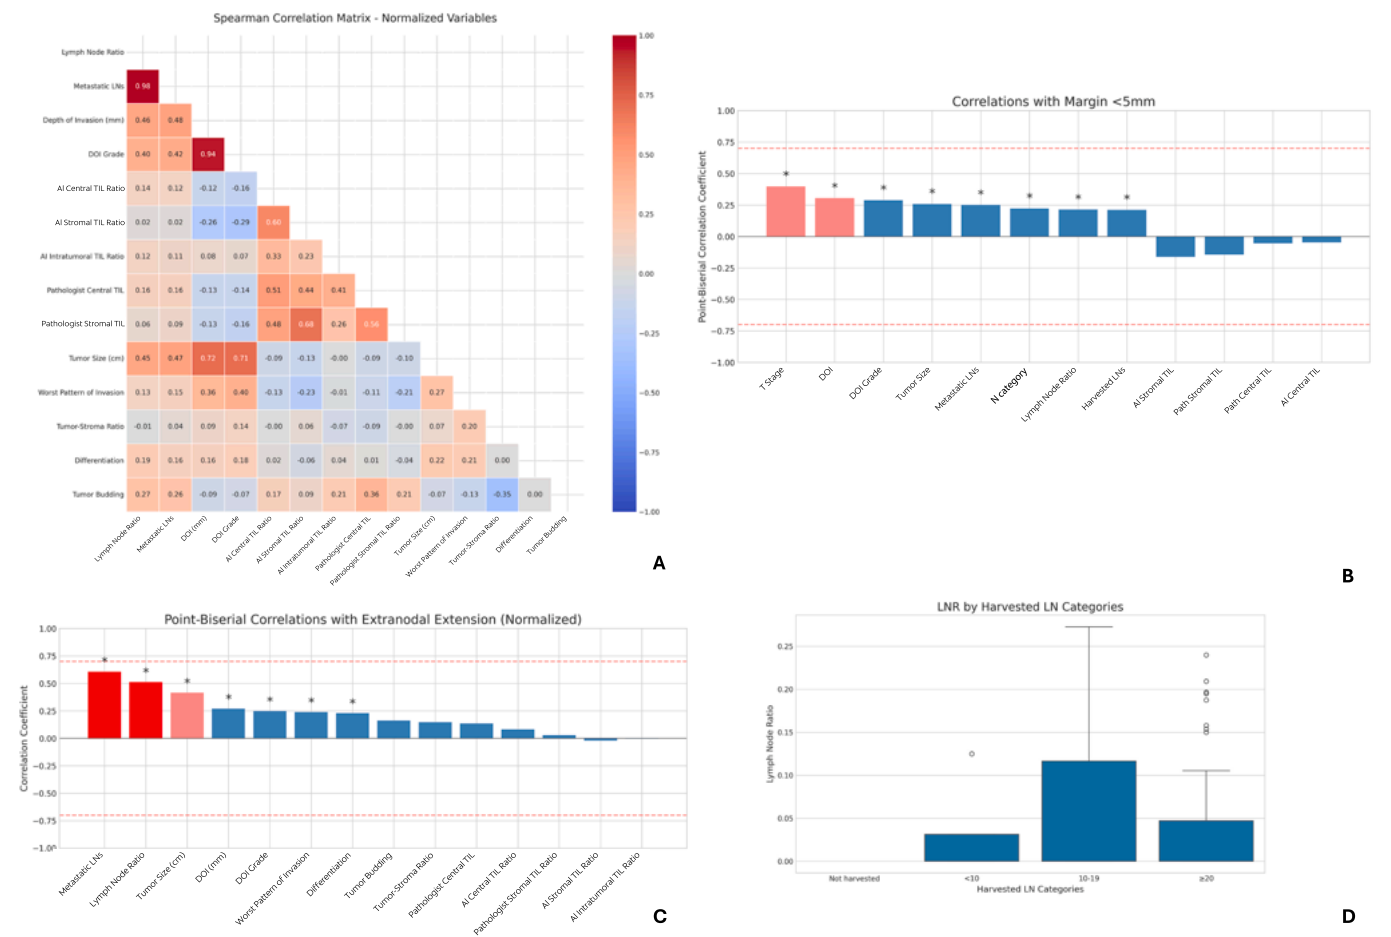 Spearman Correlation Matrix - Normalized Variables
Lymph Node Ratio
Metastatic LNs 0.98
Depth of Invasion (mm) 0.46 0.48
DOI Grade 0.40 0.42 0.94
AI Central TIL Ratio 0.14 0.12 -0.12 -0.16
AI Stromal TIL Ratio 0.02 0.02 -0.26 -0.29 0.60
AI Intratumoral TIL Ratio 0.12 0.11 0.08 0.07 0.33 0.23
Pathologist Central TIL 0.16 0.16 -0.13 -0.14 0.51 0.44 0.41
Pathologist Stromal TIL 0.06 0.09 -0.13 -0.16 0.48 0.68 0.26 0.56
Tumor Size (cm) 0.45 0.47 0.72 0.71 -0.09 -0.13 -0.00 -0.09 -0.10
Worst Pattern of Invasion 0.13 0.15 0.36 0.40 -0.13 -0.23 -0.01 -0.11 -0.21 0.27
Tumor-Stroma Ratio -0.01 0.04 0.09 0.14 -0.00 0.06 -0.07 -0.09 -0.00 0.07 0.20
Differentiation 0.19 0.16 0.16 0.18 0.02 -0.06 0.04 0.01 -0.04 0.22 0.21 0.00
Tumor Budding 0.27 0.26 -0.09 -0.07 0.17 0.09 0.21 0.36 0.21 -0.07 -0.13 -0.35 0.00
Lymph Node Ratio
Metastatic LNs
DOI (mm)
DOI Grade
AI Central TIL Ratio
AI Stromal TIL Ratio
AI Intratumoral TIL Ratio
Pathologist Central TIL
Pathologist Stromal TIL Ratio
Tumor Size (cm)
Worst Pattern of Invasion
Tumor-Stroma Ratio
Differentiation
Tumor Budding
1.00
0.75
0.50
0.25
0.00
−0.25
−0.50
−0.75
−1.00
A
Correlations with Margin <5mm
Point-Biserial Correlation Coefficient
1.00
0.75
0.50
0.25
0.00
−0.25
−0.50
−0.75
−1.00
* * * * * * * *
T Stage
DOI
DOI Grade
Tumor Size
Metastatic LNs
N category
Lymph Node Ratio
Harvested LNs
AI Stromal TIL
Path Stromal TIL
Path Central TIL
AI Central TIL
B
Point-Biserial Correlations with Extranodal Extension (Normalized)
Correlation Coefficient
1.00
0.75
0.50
0.25
0.00
−0.25
−0.50
−0.75
−1.00
* * * * * * *
Metastatic LNs
Lymph Node Ratio
Tumor Size (cm)
DOI (mm)
DOI Grade
Worst Pattern of Invasion
Differentiation
Tumor Budding
Tumor-Stroma Ratio
Pathologist Central TIL
AI Central TIL Ratio
Pathologist Stromal TIL Ratio
AI Stromal TIL Ratio
AI Intratumoral TIL Ratio
C
LNR by Harvested LN Categories
Lymph Node Ratio
0.25
0.20
0.15
0.10
0.05
0.00
Not harvested <10 10-19 ≥20
Harvested LN Categories
D